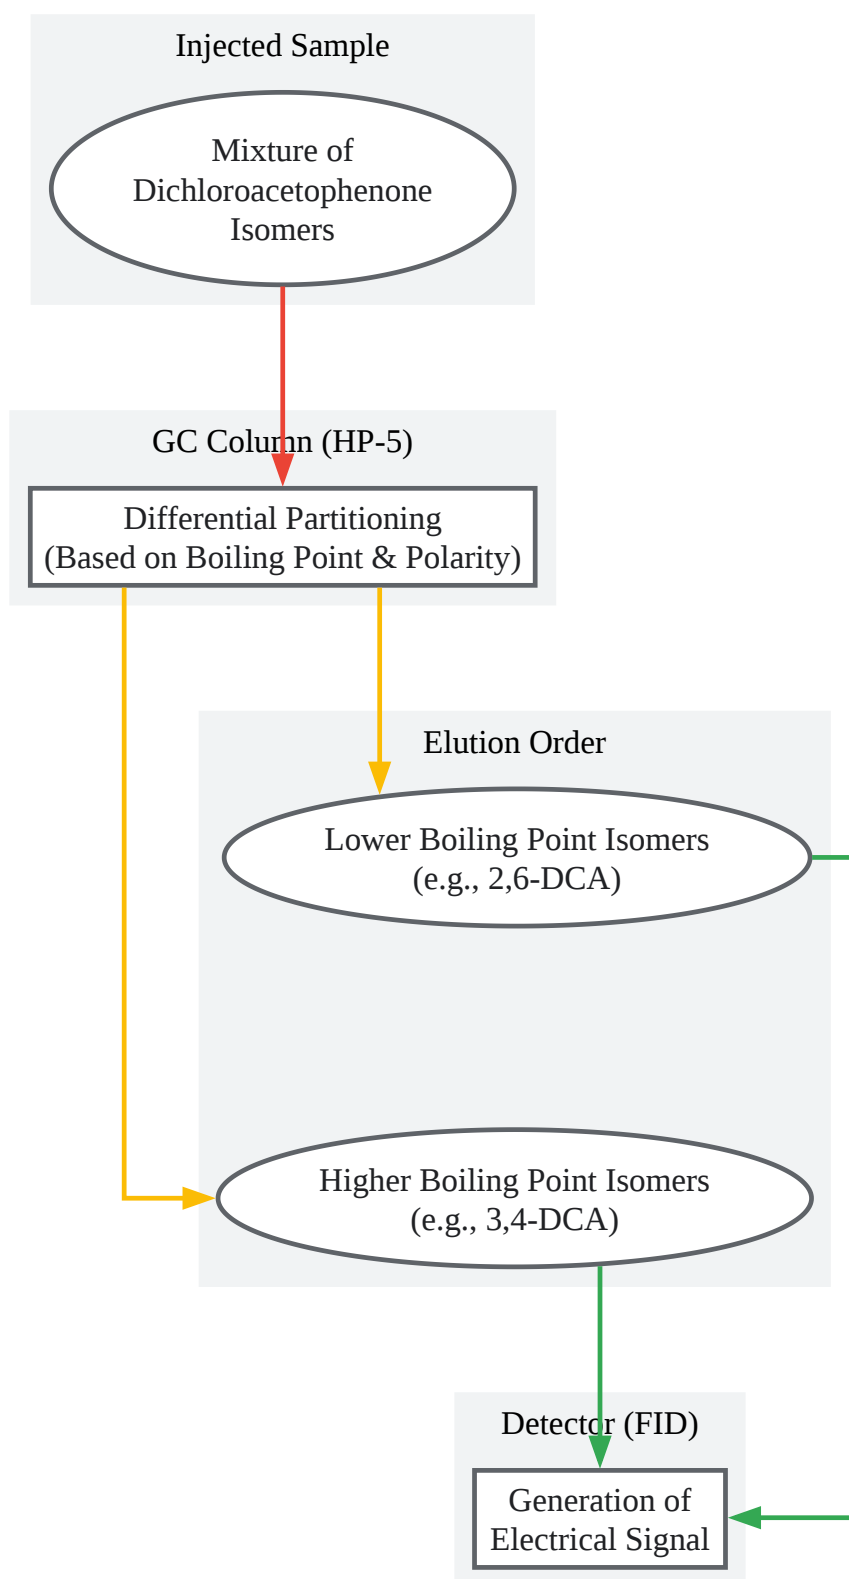 Injected Sample
Mixture of
Dichloroacetophenone
Isomers
GC Column (HP-5)
Differential Partitioning
(Based on Boiling Point & Polarity)
Elution Order
Lower Boiling Point Isomers
(e.g., 2,6-DCA)
Higher Boiling Point Isomers
(e.g., 3,4-DCA)
Detector (FID)
Generation of
Electrical Signal